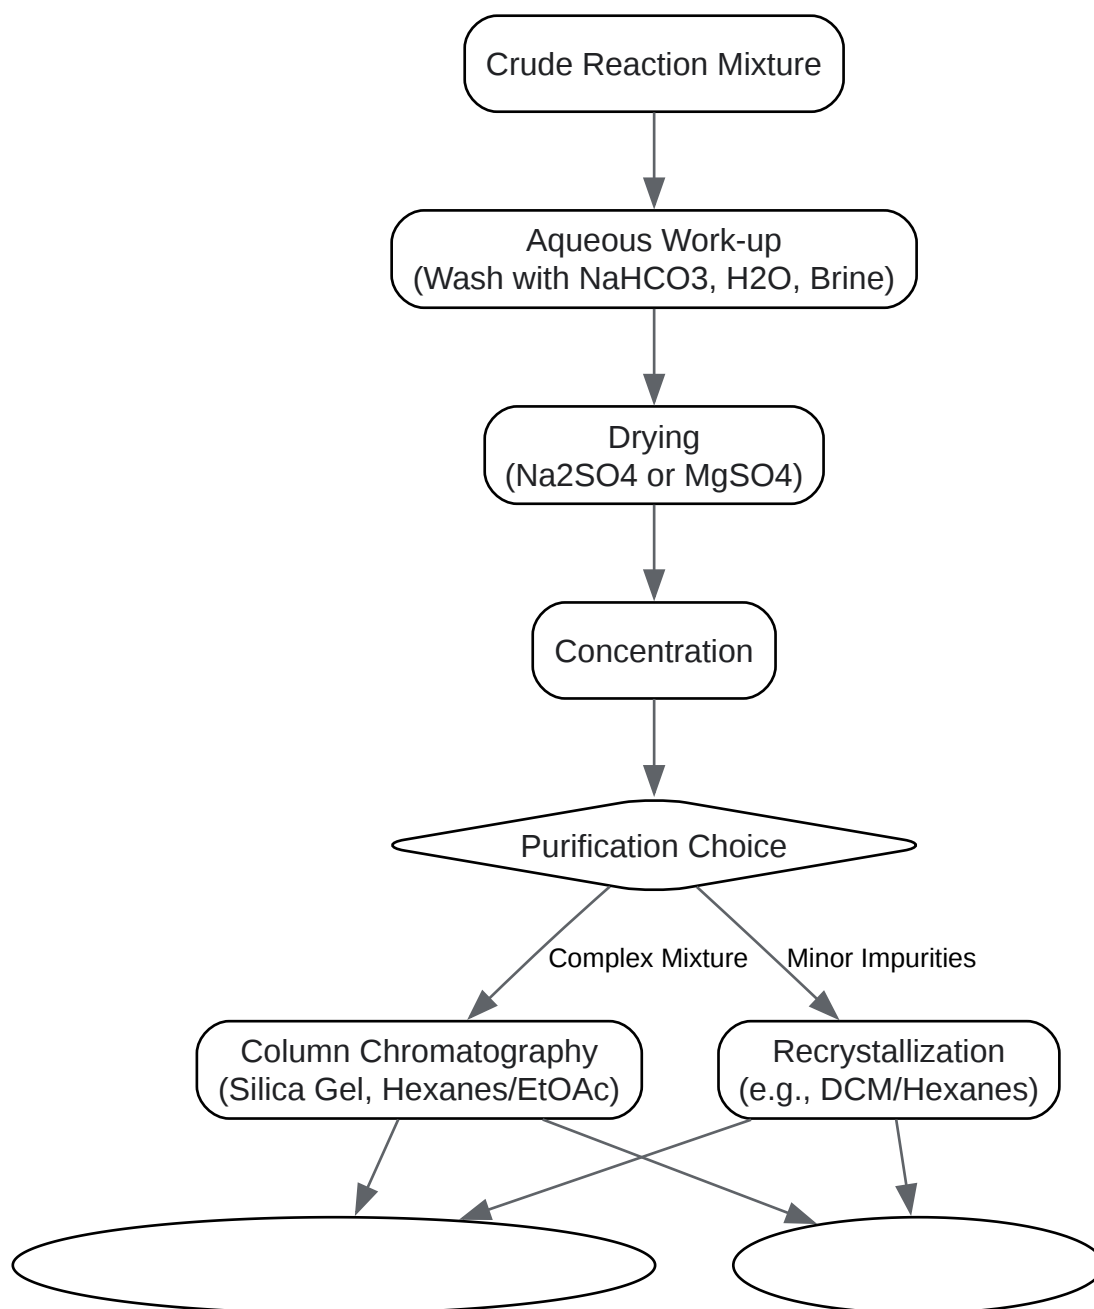 Crude Reaction Mixture
Aqueous Work-up
(Wash with NaHCO3, H2O, Brine)
Drying
(Na2SO4 or MgSO4)
Concentration
Purification Choice
Complex Mixture
Minor Impurities
Column Chromatography
(Silica Gel, Hexanes/EtOAc)
Recrystallization
(e.g., DCM/Hexanes)